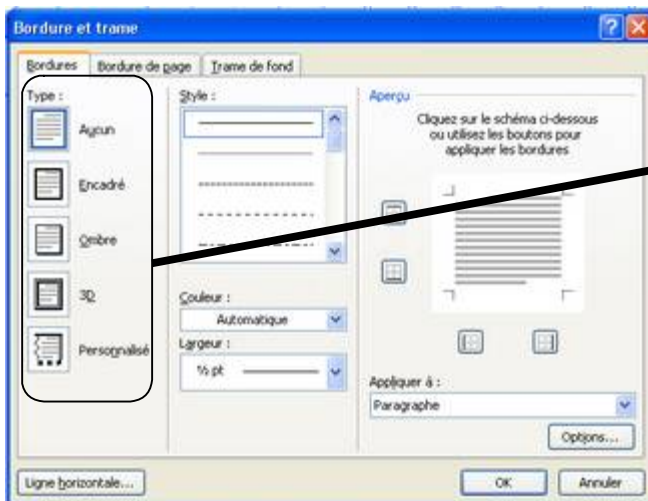 Bordure et trame
Bordures Bordure de page Trame de fond
Type :
Aucun
Encadré
Ombre
3D
Personnalisé
Style :
Couleur :
Automatique
Largeur :
½ pt
Aperçu
Cliquez sur le schéma ci-dessous
ou utilisez les boutons pour
appliquer les bordures
Appliquer à :
Paragraphe
Options...
Ligne horizontale...
OK
Annuler